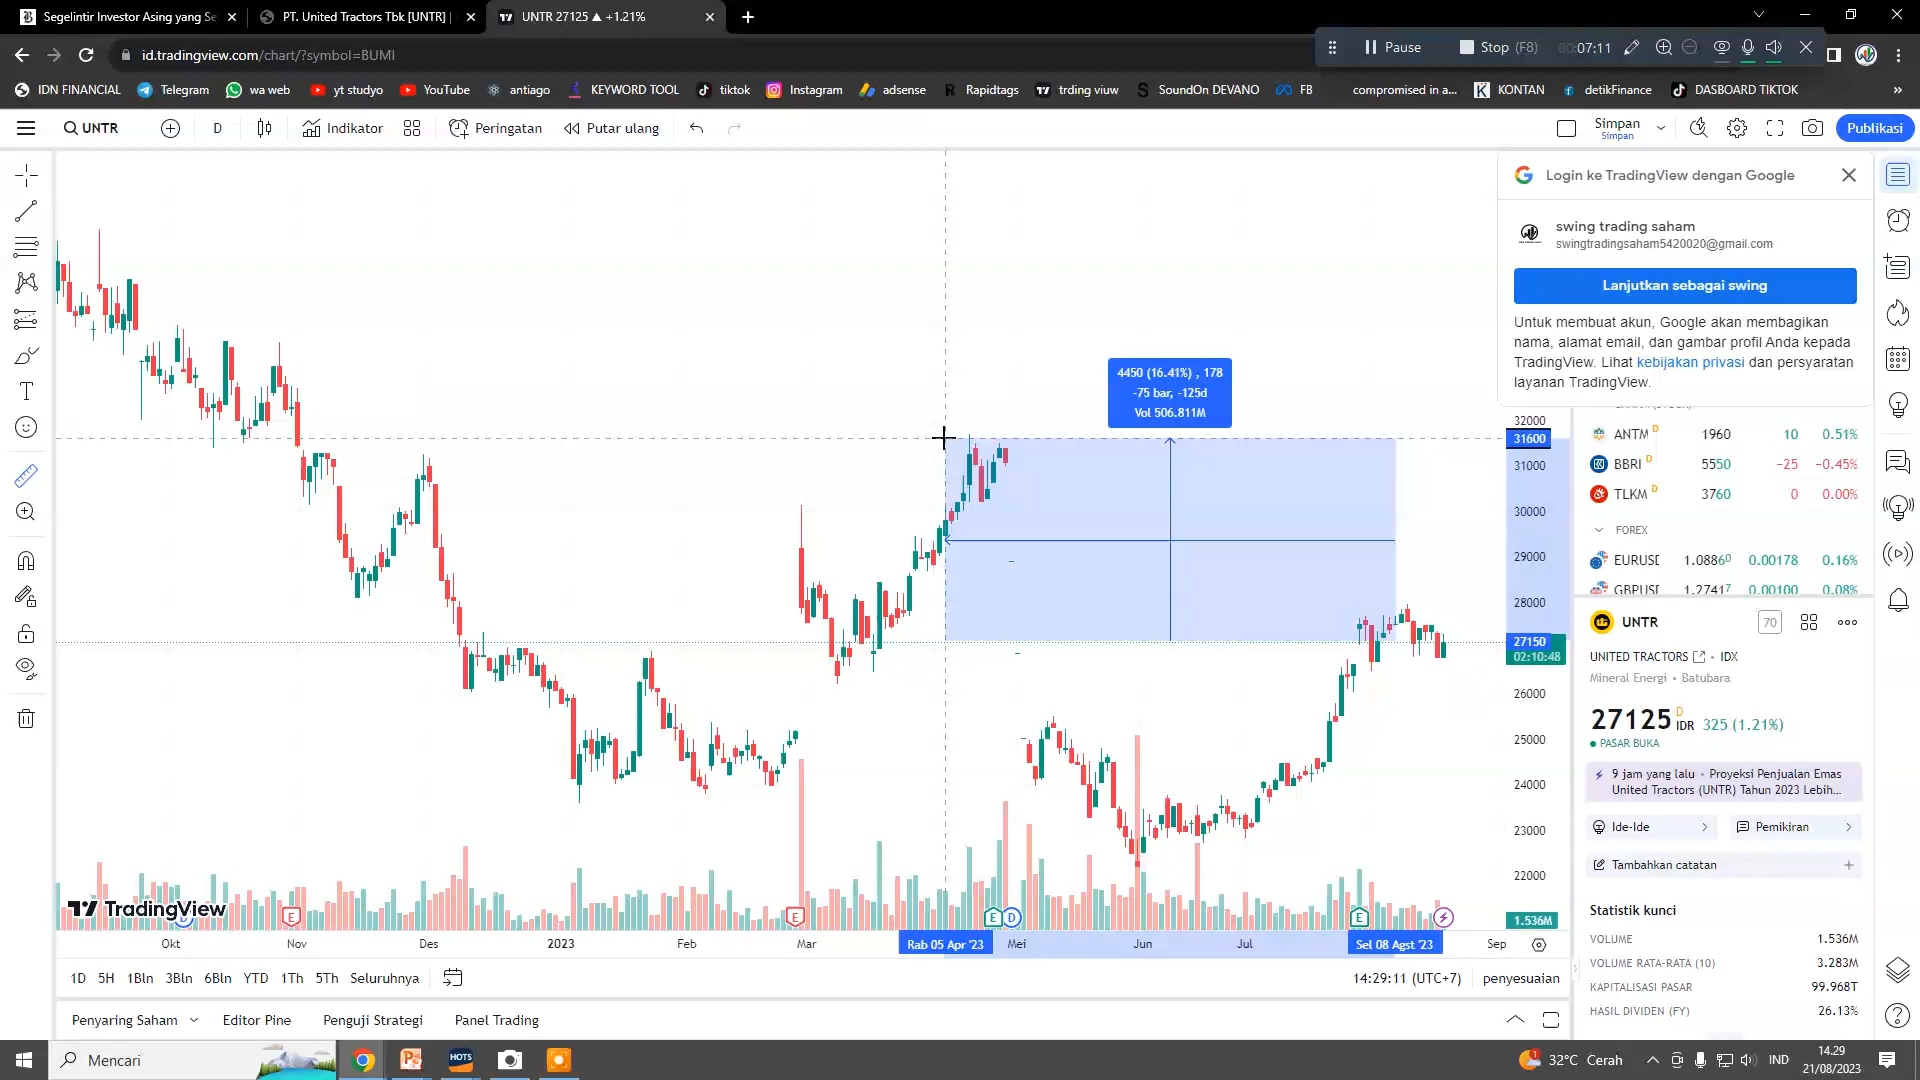 Segelintir Investor Asing yang Se
PT. United Tractors Tbk [UNTR] |
UNTR 27125 ▲ +1.21%
id.tradingview.com/chart/?symbol=BUMI
Pause
Stop (F8)
00:07:11
IDN FINANCIAL
Telegram
wa web
yt studyo
YouTube
antiago
KEYWORD TOOL
tiktok
Instagram
adsense
Rapidtags
trding viuw
SoundOn DEVANO
FB
compromised in a...
KONTAN
detikFinance
DASBOARD TIKTOK
»
UNTR
D
Indikator
Peringatan
Putar ulang
Simpan
Simpan
Publikasi
Login ke TradingView dengan Google
swing trading saham
swingtradingsaham5420020@gmail.com
Lanjutkan sebagai swing
Untuk membuat akun, Google akan membagikan
nama, alamat email, dan gambar profil Anda kepada
TradingView. Lihat kebijakan privasi dan persyaratan
layanan TradingView.
4450 (16.41%) , 178
-75 bar, -125d
Vol 506.811M
32000
31600
31000
30000
29000
28000
27150
02:10:48
26000
25000
24000
23000
22000
1.536M
ANTM D 1960 10 0.51%
BBRI D 5550 −25 −0.45%
TLKM D 3760 0 0.00%
FOREX
EURUSD 1.08860 0.00178 0.16%
GBPUSD 1.27417 0.00100 0.08%
UNTR
70
UNITED TRACTORS • IDX
Mineral Energi • Batubara
27125 D IDR 325 (1.21%)
PASAR BUKA
9 jam yang lalu • Proyeksi Penjualan Emas
United Tractors (UNTR) Tahun 2023 Lebih...
Ide-Ide
Pemikiran
Tambahkan catatan
Statistik kunci
VOLUME 1.536M
VOLUME RATA-RATA (10) 3.283M
KAPITALISASI PASAR 99.968T
HASIL DIVIDEN (FY) 26.13%
TradingView
E
E
E
D
E
Okt
Nov
Des
2023
Feb
Mar
Rab 05 Apr '23
Mei
Jun
Jul
Sel 08 Agst '23
Sep
1D
5H
1Bln
3Bln
6Bln
YTD
1Th
5Th
Seluruhnya
14:29:11 (UTC+7)
penyesuaian
Penyaring Saham
Editor Pine
Penguji Strategi
Panel Trading
Mencari
HOTS
32°C Cerah
IND
14.29
21/08/2023